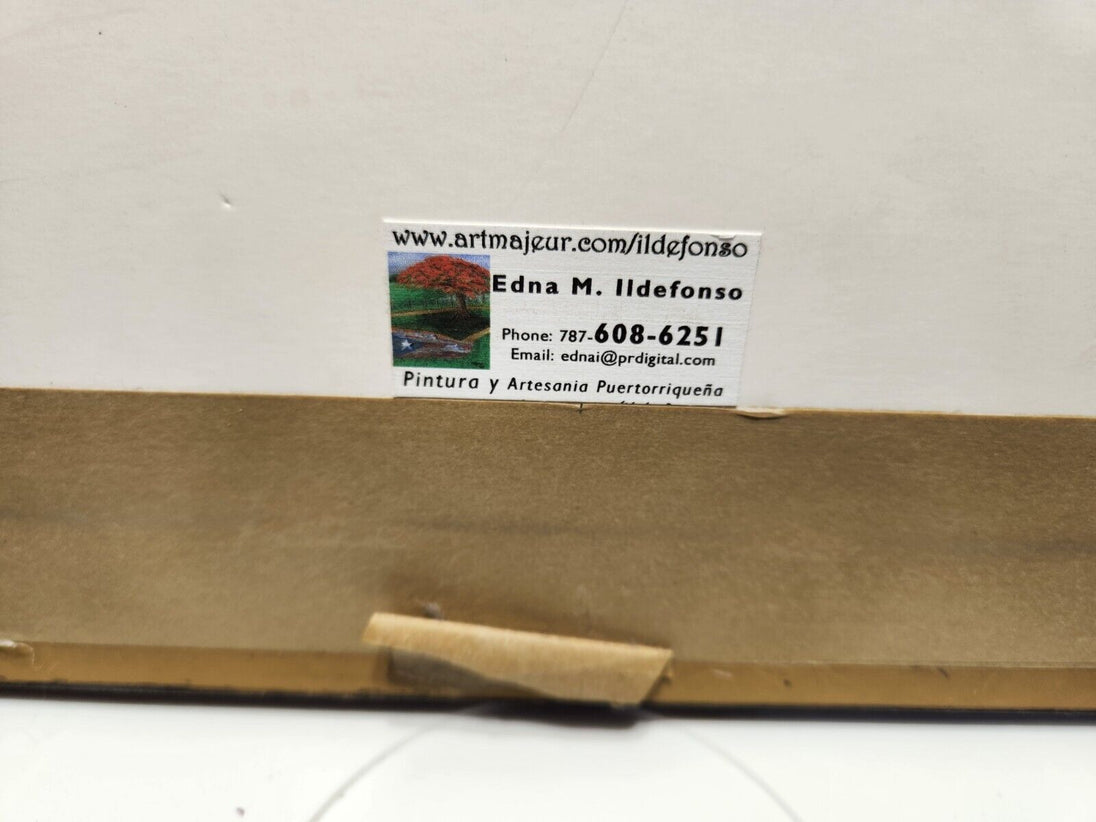 www.artmajeur.com/ildefonso
Edna M. Ildefonso
Phone: 787-608-6251
Email: ednai@prdigital.com
Pintura y Artesania Puertorriqueña